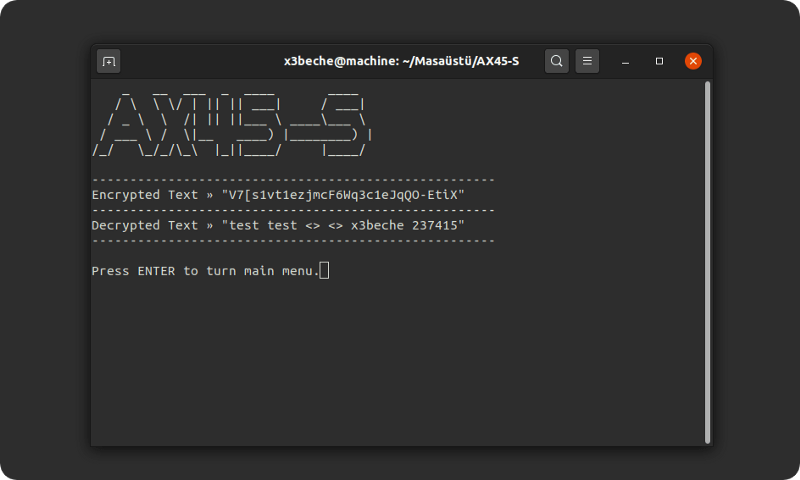 x3beche@machine: ~/Masaüstü/AX45-S
AX45-S
-----------------------------------------------------
Encrypted Text » "V7[s1vt1ezjmcF6Wq3c1eJqQO-EtiX"
-----------------------------------------------------
Decrypted Text » "test test <> <> x3beche 237415"
-----------------------------------------------------
Press ENTER to turn main menu.